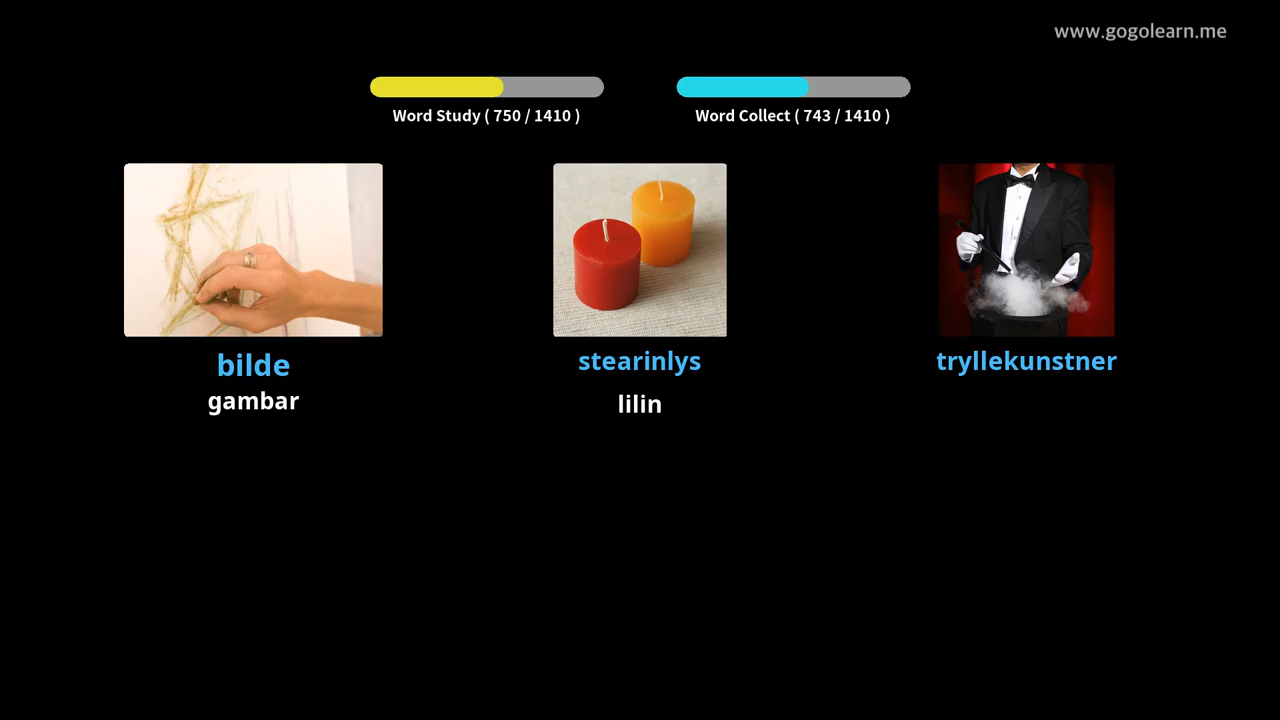 www.gogolearn.me
Word Study ( 750 / 1410 )
Word Collect ( 743 / 1410 )
bilde
gambar
stearinlys
lilin
tryllekunstner